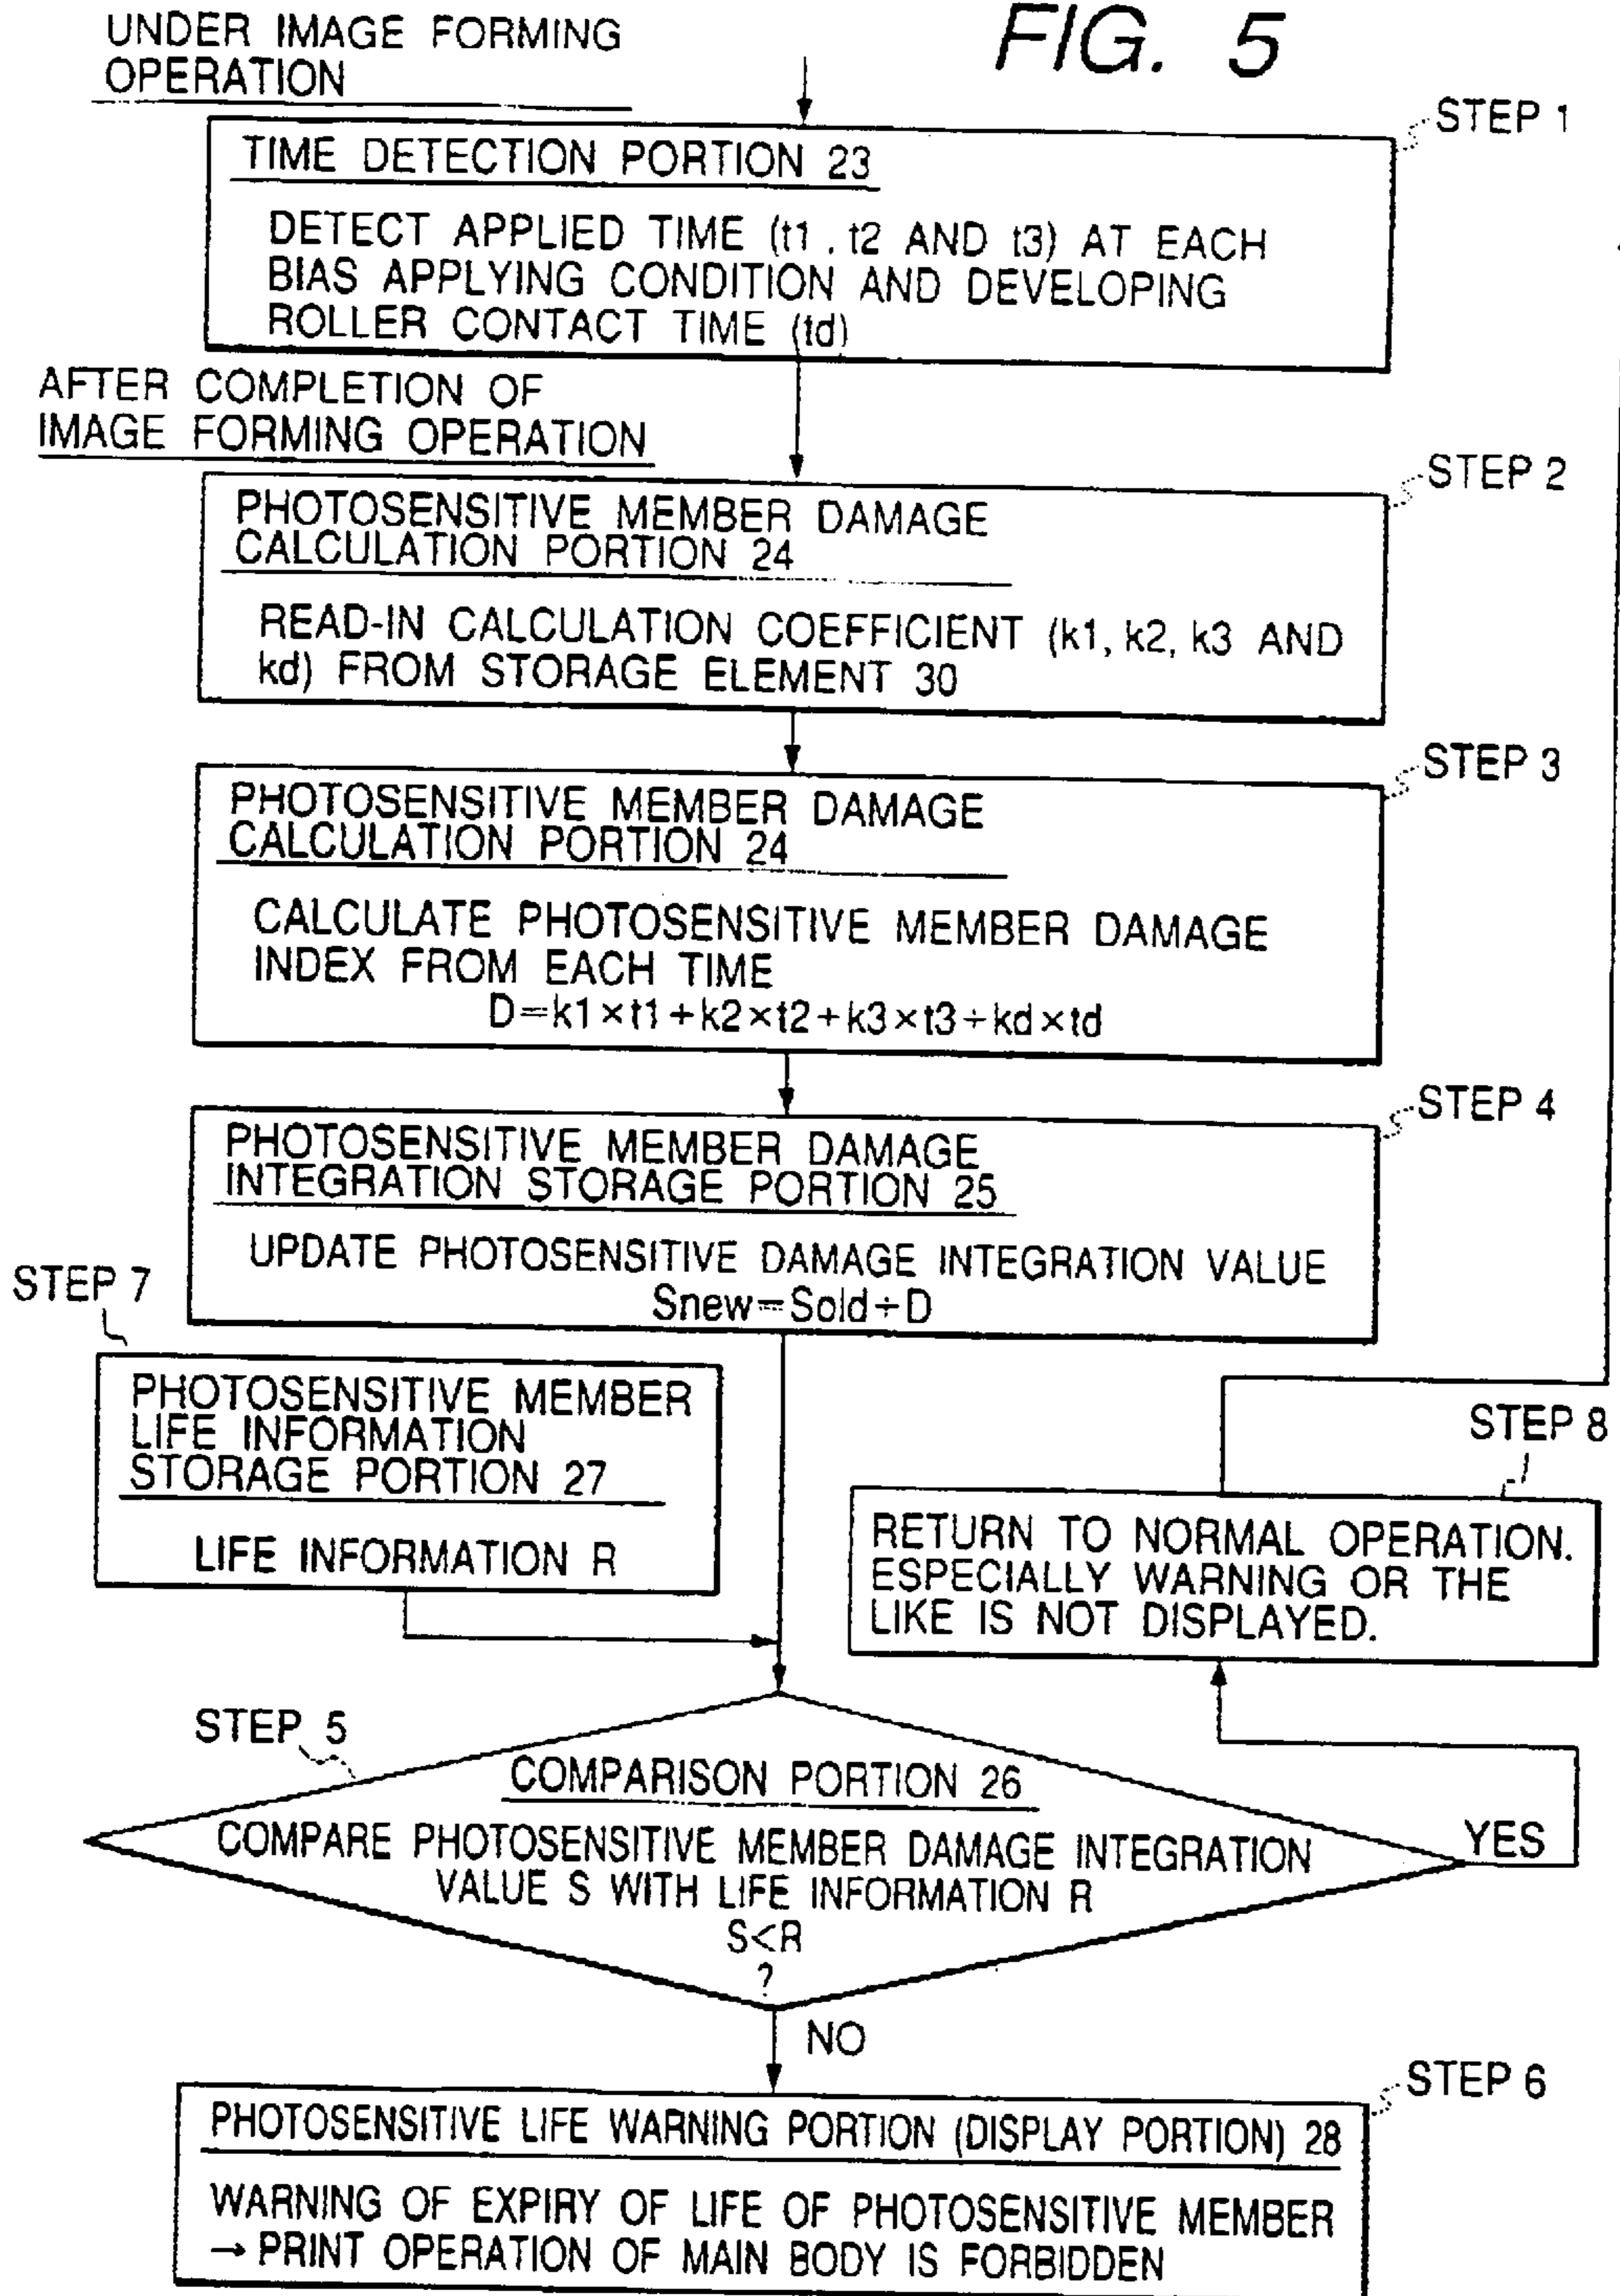 FIG. 5
UNDER IMAGE FORMING
OPERATION
STEP 1
TIME DETECTION PORTION 23
DETECT APPLIED TIME (t1, t2 AND t3) AT EACH
BIAS APPLYING CONDITION AND DEVELOPING
ROLLER CONTACT TIME (td)
AFTER COMPLETION OF
IMAGE FORMING OPERATION
STEP 2
PHOTOSENSITIVE MEMBER DAMAGE
CALCULATION PORTION 24
READ-IN CALCULATION COEFFICIENT (k1, k2, k3 AND
kd) FROM STORAGE ELEMENT 30
STEP 3
PHOTOSENSITIVE MEMBER DAMAGE
CALCULATION PORTION 24
CALCULATE PHOTOSENSITIVE MEMBER DAMAGE
INDEX FROM EACH TIME
D=k1×t1+k2×t2+k3×t3+kd×td
STEP 4
PHOTOSENSITIVE MEMBER DAMAGE
INTEGRATION STORAGE PORTION 25
UPDATE PHOTOSENSITIVE DAMAGE INTEGRATION VALUE
Snew=Sold+D
STEP 7
PHOTOSENSITIVE MEMBER
LIFE INFORMATION
STORAGE PORTION 27
LIFE INFORMATION R
STEP 8
RETURN TO NORMAL OPERATION.
ESPECIALLY WARNING OR THE
LIKE IS NOT DISPLAYED.
STEP 5
COMPARISON PORTION 26
COMPARE PHOTOSENSITIVE MEMBER DAMAGE INTEGRATION
VALUE S WITH LIFE INFORMATION R
S<R
?
YES
NO
STEP 6
PHOTOSENSITIVE LIFE WARNING PORTION (DISPLAY PORTION) 28
WARNING OF EXPIRY OF LIFE OF PHOTOSENSITIVE MEMBER
→ PRINT OPERATION OF MAIN BODY IS FORBIDDEN